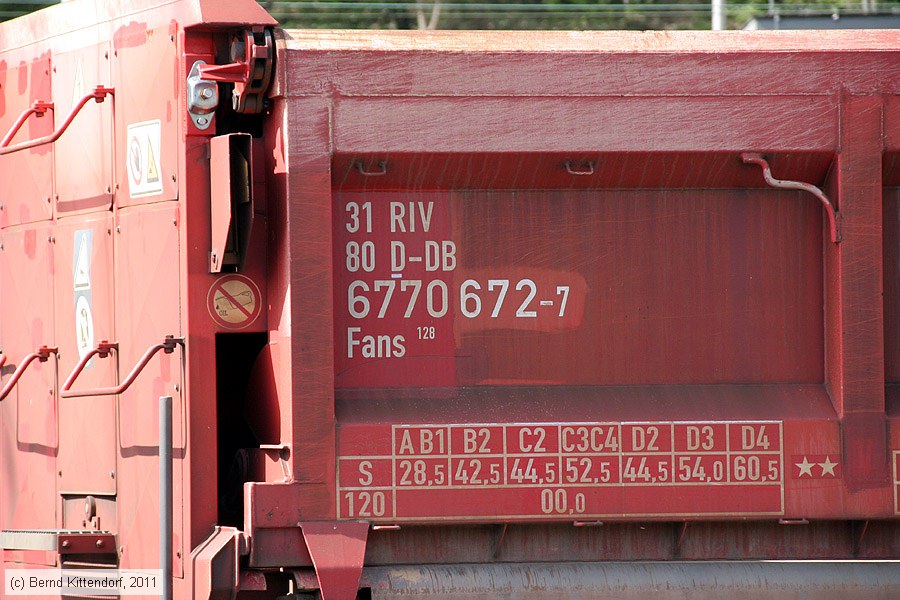 31 RIV
80 D-DB
6770 672-7
Fans 128
A B1 B2 C2 C3C4 D2 D3 D4
S 28,5 42,5 44,5 52,5 44,5 54,0 60,5
120 00,0
(c) Bernd Kittendorf, 2011